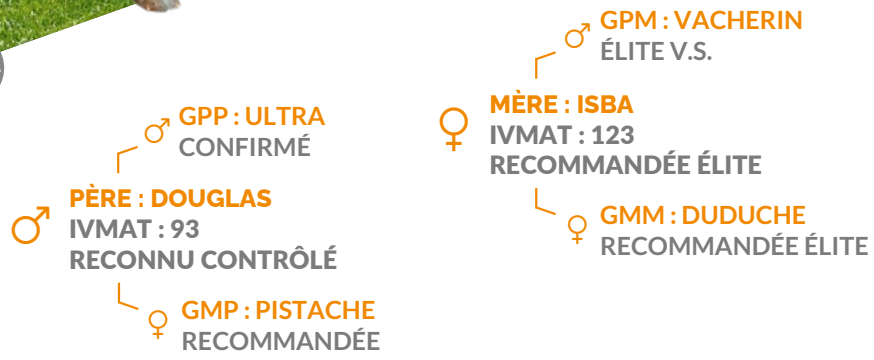 GPP : ULTRA
CONFIRMÉ
PÈRE : DOUGLAS
IVMAT : 93
RECONNU CONTRÔLÉ
GMP : PISTACHE
RECOMMANDÉE
GPM : VACHERIN
ÉLITE V.S.
MÈRE : ISBA
IVMAT : 123
RECOMMANDÉE ÉLITE
GMM : DUDUCHE
RECOMMANDÉE ÉLITE